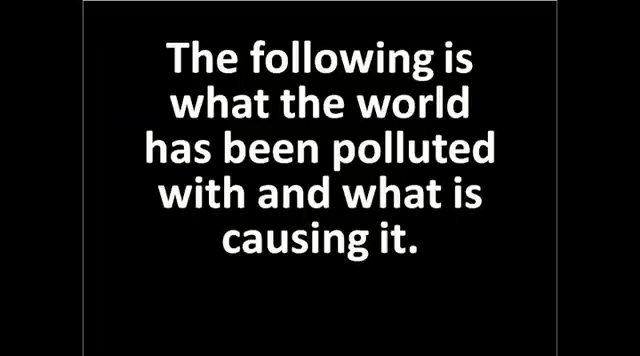 The following is
what the world
has been polluted
with and what is
causing it.